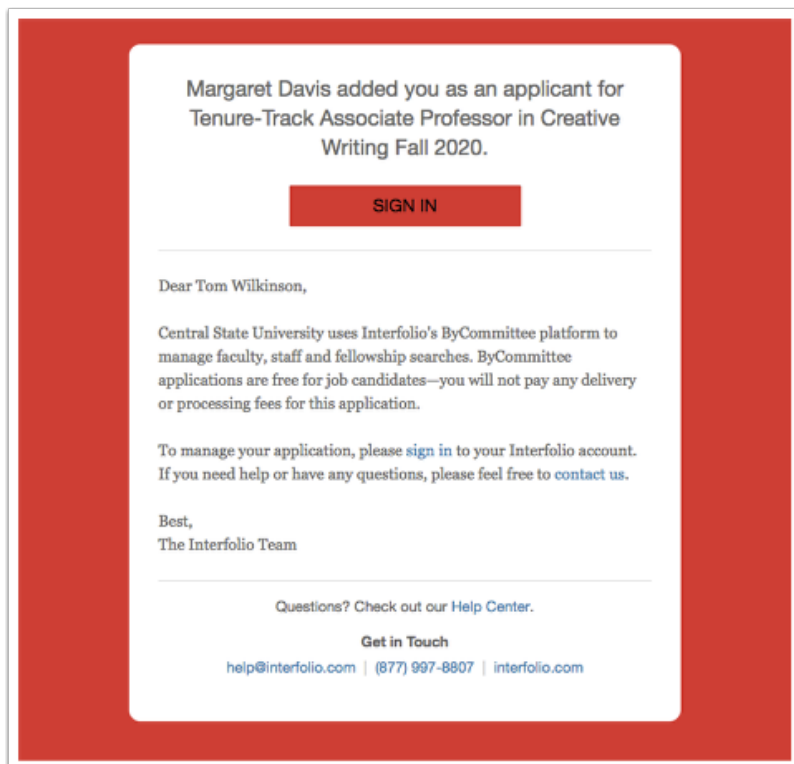 Margaret Davis added you as an applicant for
Tenure-Track Associate Professor in Creative
Writing Fall 2020.
SIGN IN
Dear Tom Wilkinson,
Central State University uses Interfolio's ByCommittee platform to
manage faculty, staff and fellowship searches. ByCommittee
applications are free for job candidates—you will not pay any delivery
or processing fees for this application.
To manage your application, please sign in to your Interfolio account.
If you need help or have any questions, please feel free to contact us.
Best,
The Interfolio Team
Questions? Check out our Help Center.
Get in Touch
help@interfolio.com | (877) 997-8807 | interfolio.com